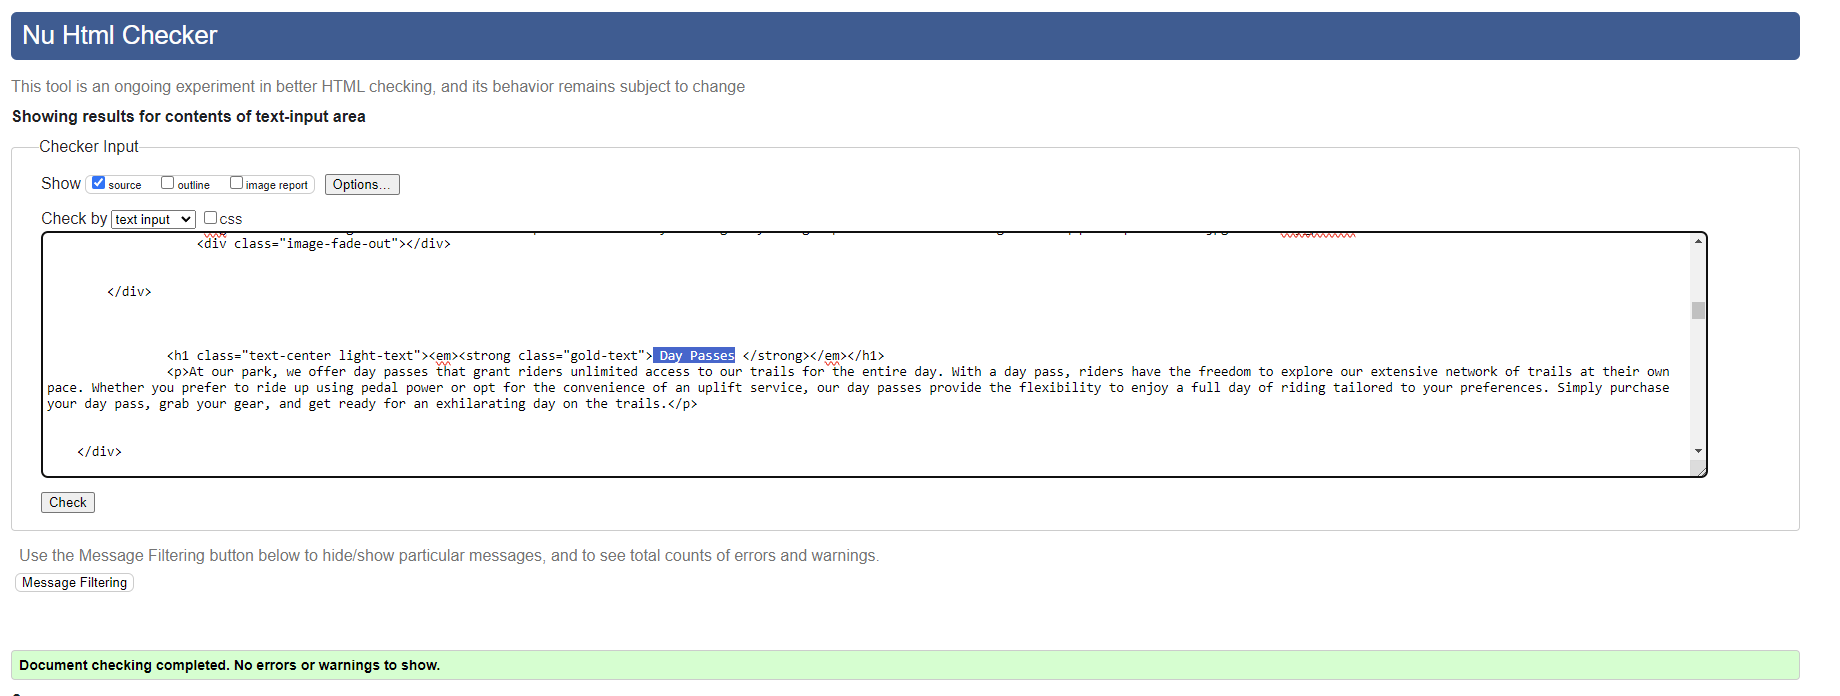 Nu Html Checker
This tool is an ongoing experiment in better HTML checking, and its behavior remains subject to change
Showing results for contents of text-input area
Checker Input
Show source outline image report Options...
Check by text input css
<div class="image-fade-out"></div>
</div>
<h1 class="text-center light-text"><em><strong class="gold-text"> Day Passes </strong></em></h1>
<p>At our park, we offer day passes that grant riders unlimited access to our trails for the entire day. With a day pass, riders have the freedom to explore our extensive network of trails at their own
pace. Whether you prefer to ride up using pedal power or opt for the convenience of an uplift service, our day passes provide the flexibility to enjoy a full day of riding tailored to your preferences. Simply purchase
your day pass, grab your gear, and get ready for an exhilarating day on the trails.</p>
</div>
Check
Use the Message Filtering button below to hide/show particular messages, and to see total counts of errors and warnings.
Message Filtering
Document checking completed. No errors or warnings to show.